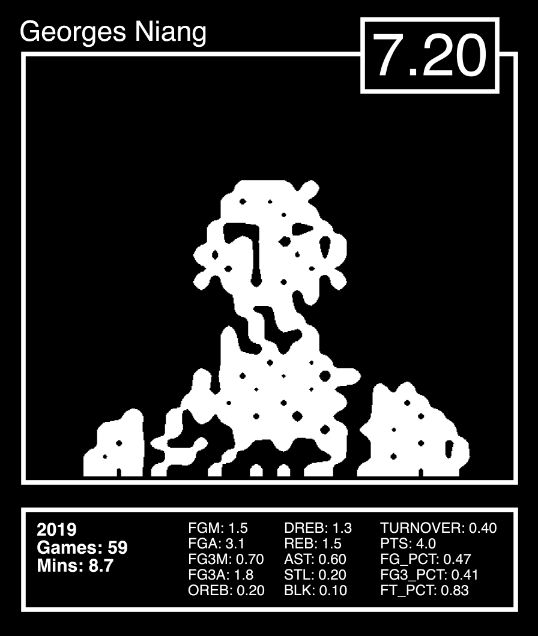 Georges Niang
7.20
2019
Games: 59
Mins: 8.7
FGM: 1.5
FGA: 3.1
FG3M: 0.70
FG3A: 1.8
OREB: 0.20
DREB: 1.3
REB: 1.5
AST: 0.60
STL: 0.20
BLK: 0.10
TURNOVER: 0.40
PTS: 4.0
FG_PCT: 0.47
FG3_PCT: 0.41
FT_PCT: 0.83